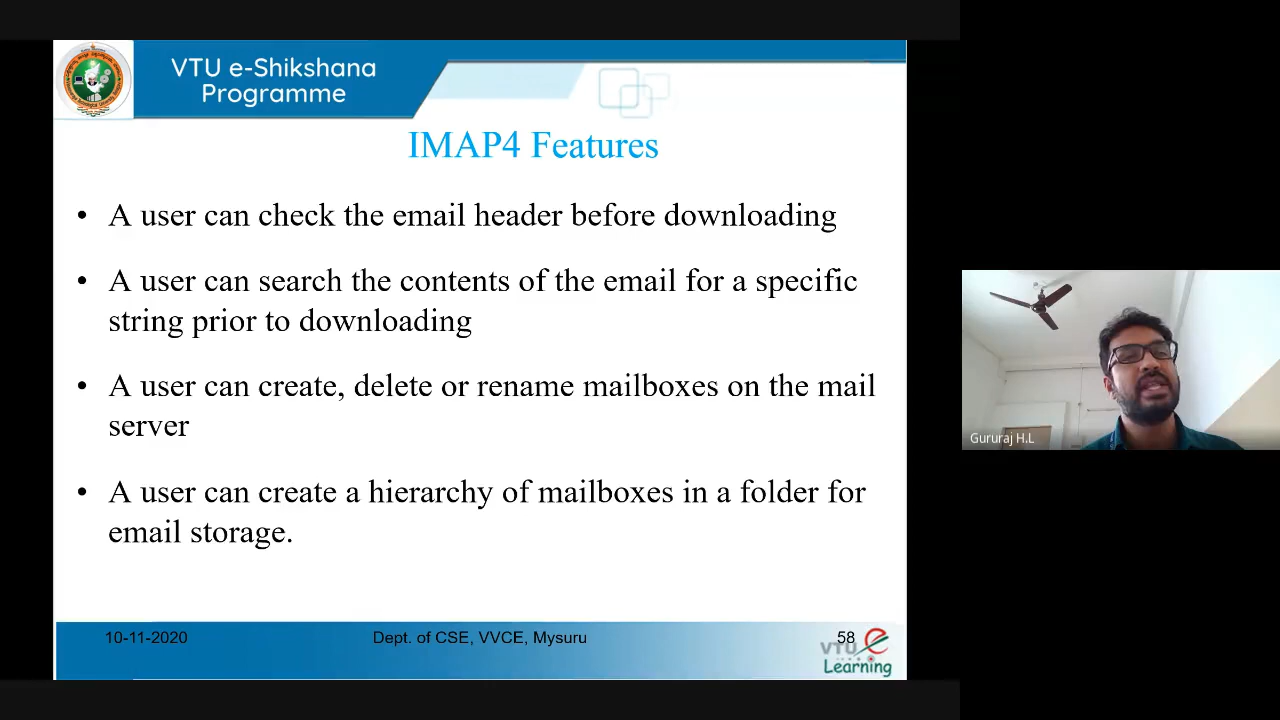 VTU e-Shikshana
Programme
IMAP4 Features
• A user can check the email header before downloading
• A user can search the contents of the email for a specific
string prior to downloading
• A user can create, delete or rename mailboxes on the mail
server
• A user can create a hierarchy of mailboxes in a folder for
email storage.
Gururaj H.L
10-11-2020
Dept. of CSE, VVCE, Mysuru
58
VTU e
Learning